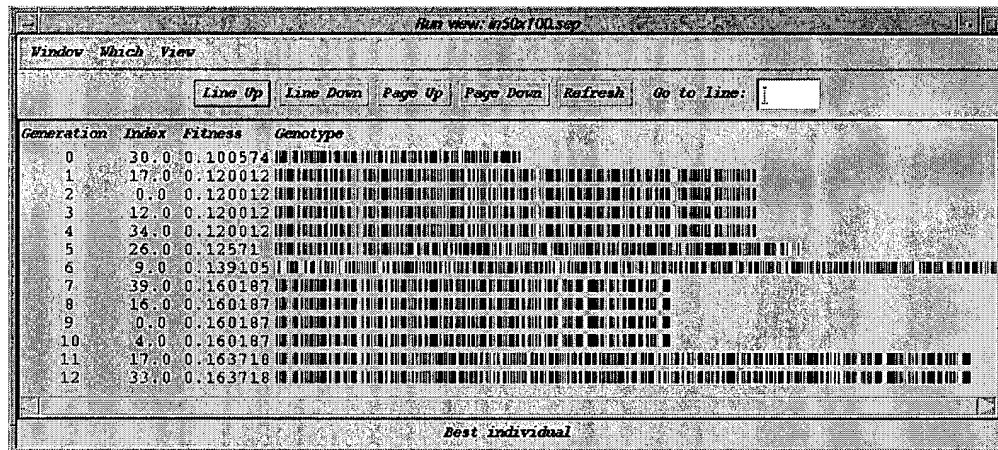 Run view: in50x100.sep
Window Which View
Line Up Line Down Page Up Page Down Refresh Go to line:
Generation Index Fitness Genotype
0 30.0 0.100574
1 17.0 0.120012
2 0.0 0.120012
3 12.0 0.120012
4 34.0 0.120012
5 26.0 0.12571
6 9.0 0.139105
7 39.0 0.160187
8 16.0 0.160187
9 0.0 0.160187
10 4.0 0.160187
11 17.0 0.163718
12 33.0 0.163718
Best individual